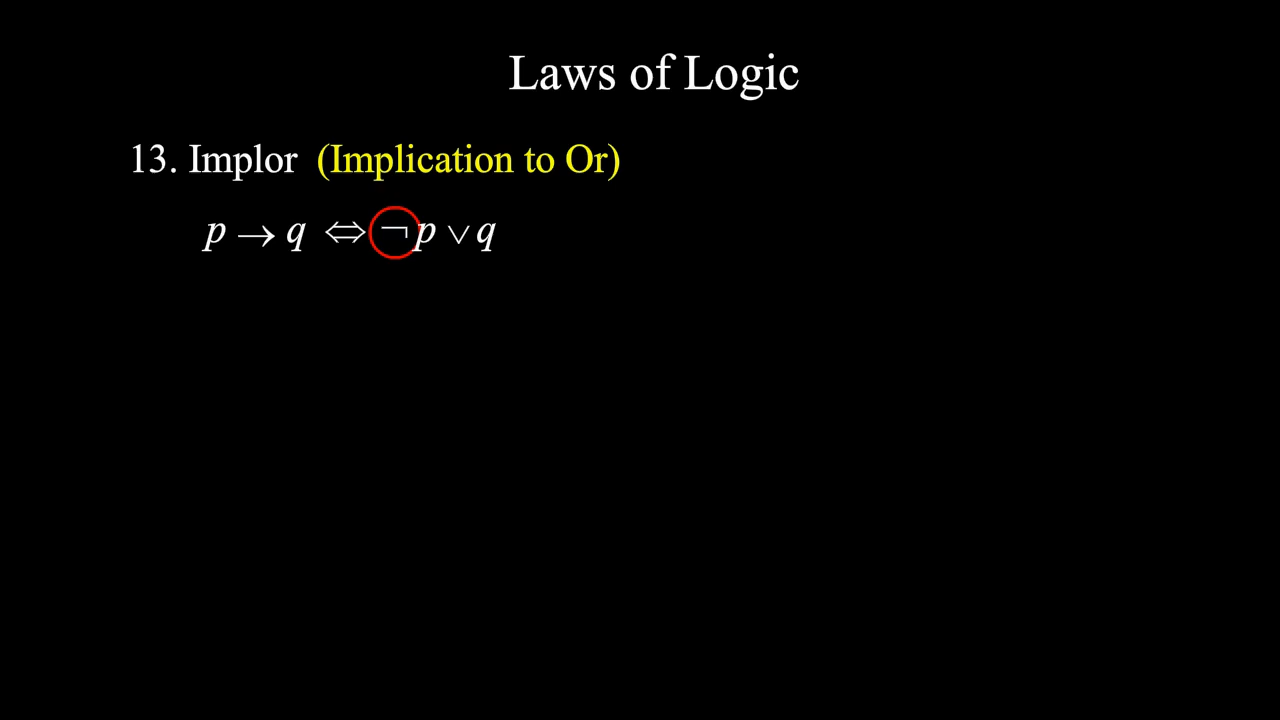 Laws of Logic
13. Implor (Implication to Or)
p → q ⇔ ¬p ∨ q